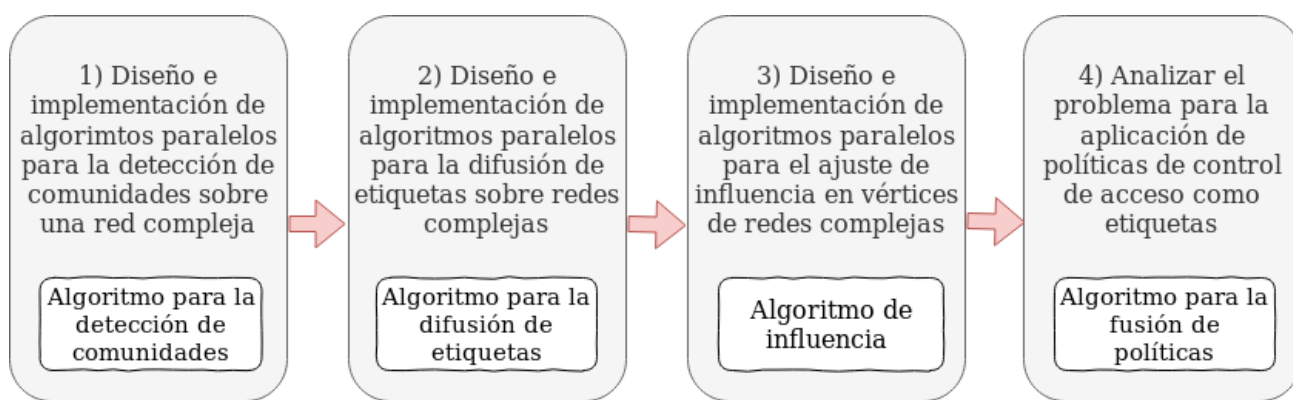 1) Diseño e
implementación de
algorimtos paralelos
para la detección de
comunidades sobre
una red compleja
Algoritmo para la
detección de
comunidades
2) Diseño e
implementación de
algoritmos paralelos
para la difusión de
etiquetas sobre redes
complejas
Algoritmo para la
difusión de
etiquetas
3) Diseño e
implementación de
algoritmos paralelos
para el ajuste de
influencia en vértices
de redes complejas
Algoritmo de
influencia
4) Analizar el
problema para la
aplicación de
políticas de control
de acceso como
etiquetas
Algoritmo para la
fusión de
políticas